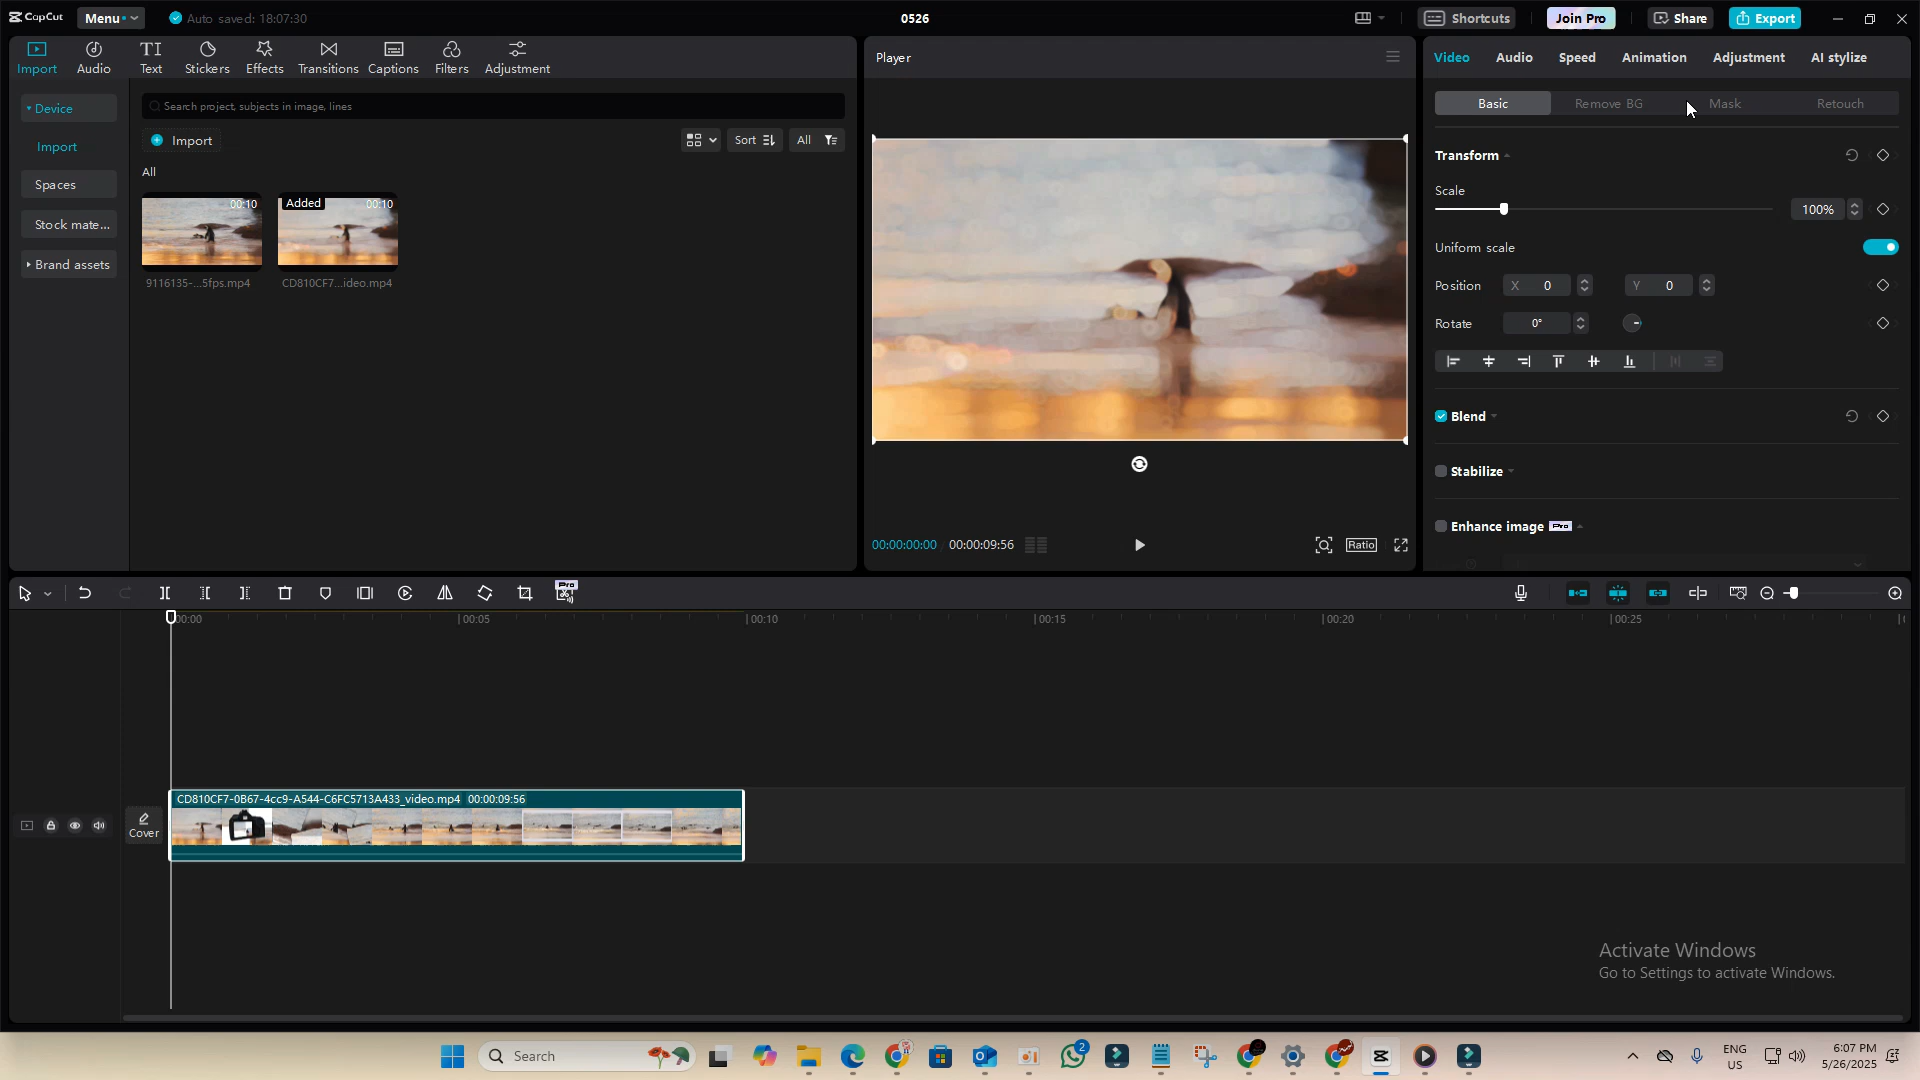 CapCut Menu Auto saved: 18:07:30 0526 Shortcuts Join Pro Share Export
Import Audio Text Stickers Effects Transitions Captions Filters Adjustment
Player
Video Audio Speed Animation Adjustment AI stylize
Device
Import
Spaces
Stock mate...
Brand assets
Search project, subjects in image, lines
Import Sort All
All
00:10 Added 00:10
9116135-...5fps.mp4 CD810CF7...ideo.mp4
00:00:00:00 00:00:09:56 Ratio
Basic Remove BG Mask Retouch
Transform
Scale
100%
Uniform scale
Position X 0 Y 0
Rotate 0°
Blend
Stabilize
Enhance image Pro
Pro
00:00 00:05 00:10 00:15 00:20 00:25
CD810CF7-0B67-4cc9-A544-C6FC5713A433_video.mp4 00:00:09:56
Cover
Activate Windows
Go to Settings to activate Windows.
Search 2 ENG 6:07 PM
US 5/26/2025